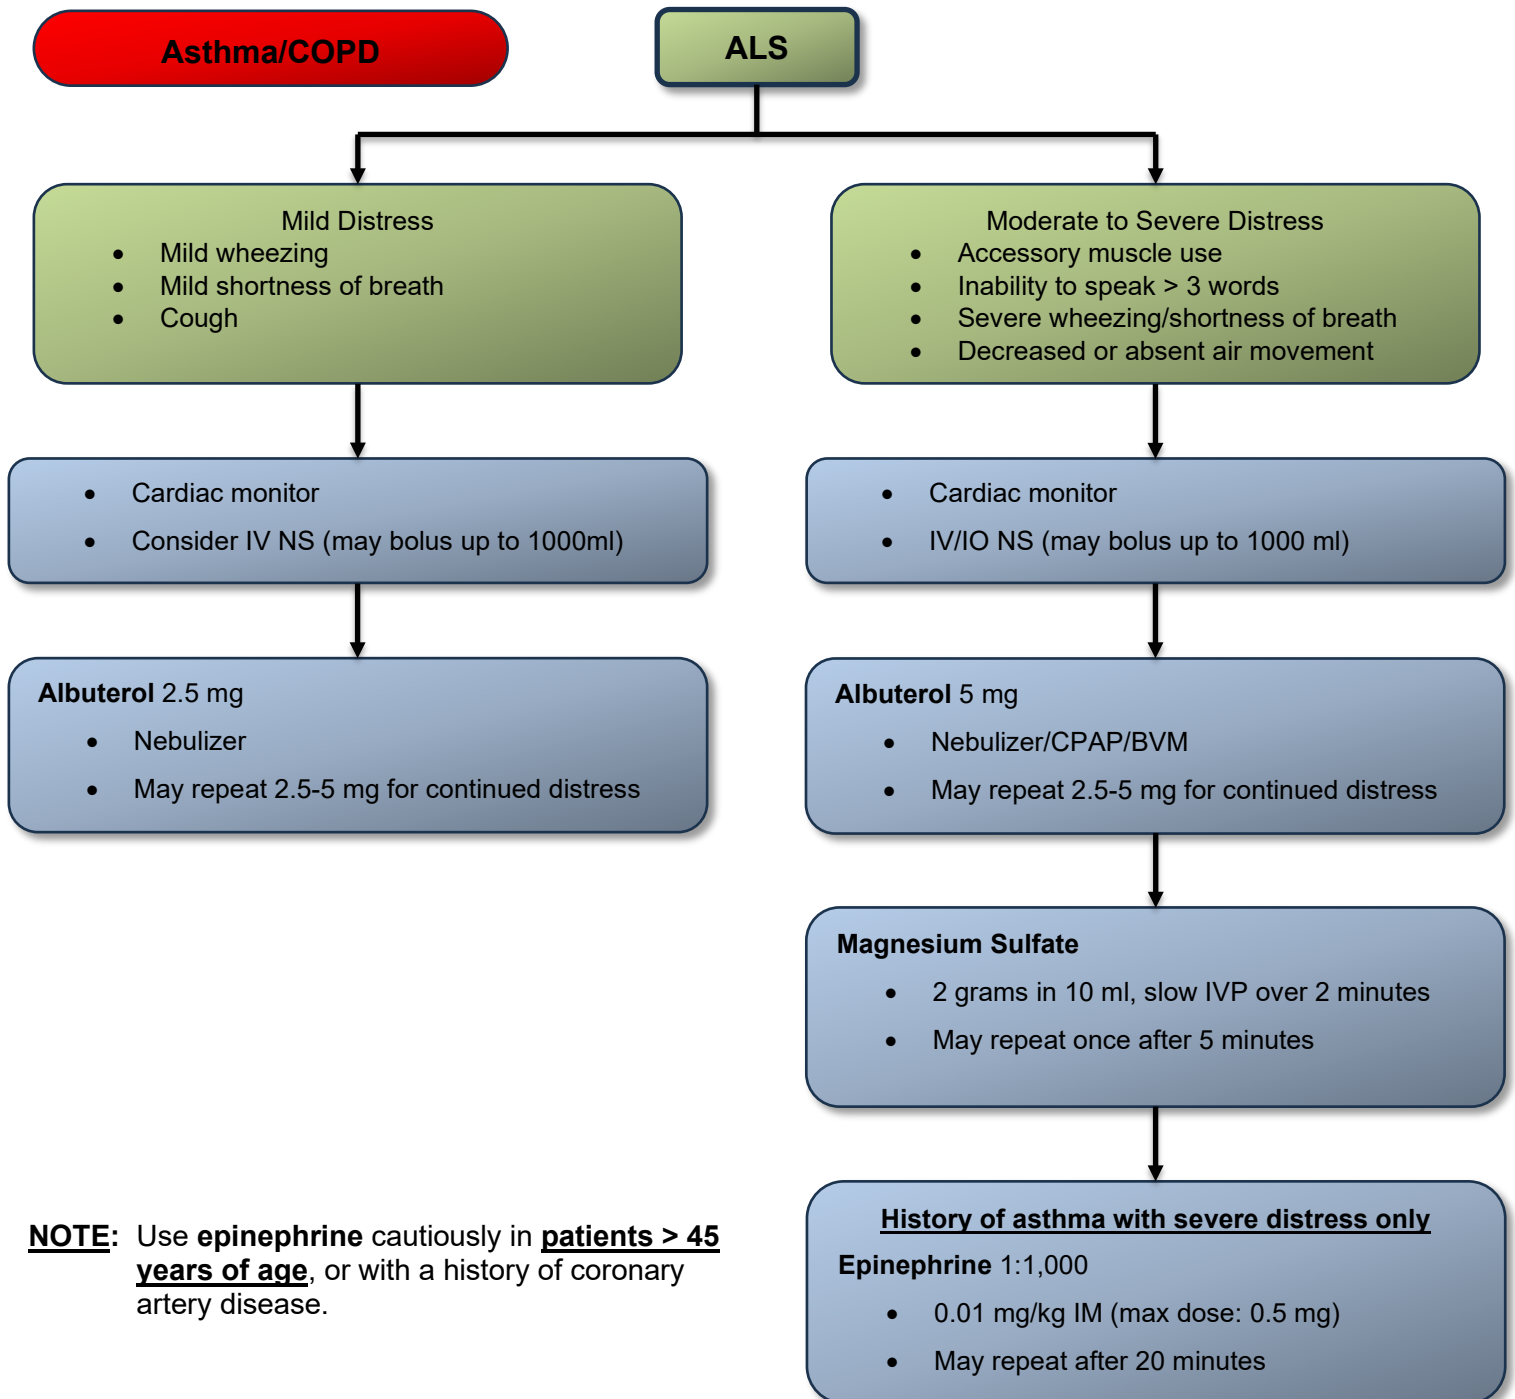 Asthma/COPD
ALS
Mild Distress
• Mild wheezing
• Mild shortness of breath
• Cough
Moderate to Severe Distress
• Accessory muscle use
• Inability to speak > 3 words
• Severe wheezing/shortness of breath
• Decreased or absent air movement
• Cardiac monitor
• Consider IV NS (may bolus up to 1000ml)
• Cardiac monitor
• IV/IO NS (may bolus up to 1000 ml)
Albuterol 2.5 mg
• Nebulizer
• May repeat 2.5-5 mg for continued distress
Albuterol 5 mg
• Nebulizer/CPAP/BVM
• May repeat 2.5-5 mg for continued distress
Magnesium Sulfate
• 2 grams in 10 ml, slow IVP over 2 minutes
• May repeat once after 5 minutes
History of asthma with severe distress only
Epinephrine 1:1,000
• 0.01 mg/kg IM (max dose: 0.5 mg)
• May repeat after 20 minutes
NOTE: Use epinephrine cautiously in patients > 45
years of age, or with a history of coronary
artery disease.